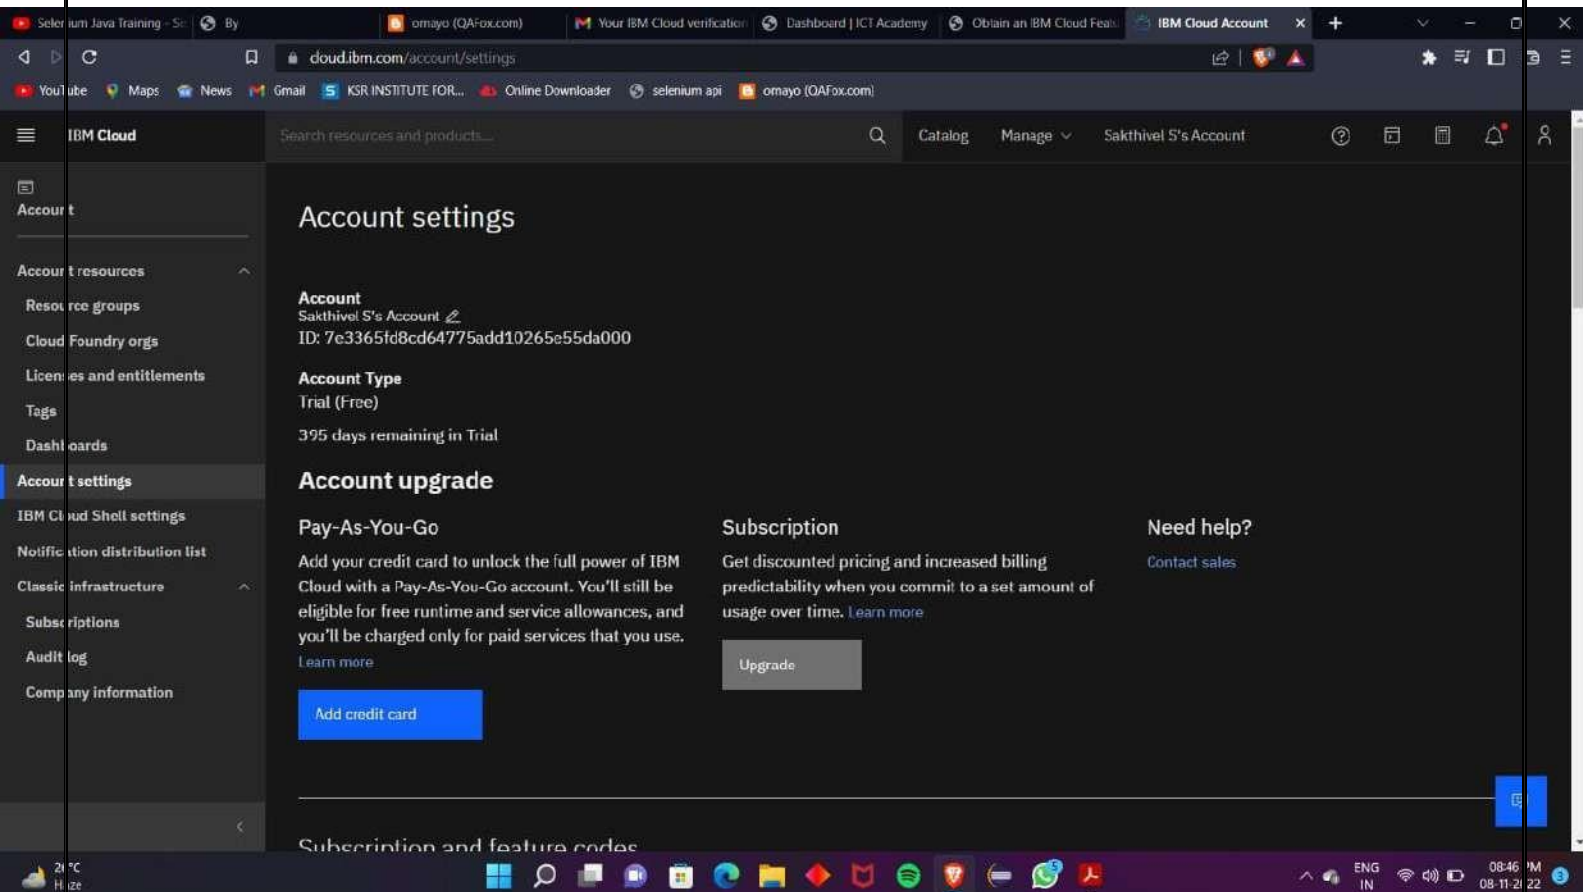 Selenium Java Training - Se
By
omayo (QAFox.com)
Your IBM Cloud verification
Dashboard | ICT Academy
Obtain an IBM Cloud Featu
IBM Cloud Account
cloud.ibm.com/account/settings
YouTube
Maps
News
Gmail
KSR INSTITUTE FOR...
Online Downloader
selenium api
omayo (QAFox.com)
IBM Cloud
Search resources and products...
Catalog
Manage
Sakthivel S's Account
Account
Account resources
Resource groups
Cloud Foundry orgs
Licenses and entitlements
Tags
Dashboards
Account settings
IBM Cloud Shell settings
Notification distribution list
Classic infrastructure
Subscriptions
Audit log
Company information
Account settings
Account
Sakthivel S's Account
ID: 7e3365fd8cd64775add10265e55da000
Account Type
Trial (Free)
395 days remaining in Trial
Account upgrade
Pay-As-You-Go
Add your credit card to unlock the full power of IBM
Cloud with a Pay-As-You-Go account. You'll still be
eligible for free runtime and service allowances, and
you'll be charged only for paid services that you use.
Learn more
Add credit card
Subscription
Get discounted pricing and increased billing
predictability when you commit to a set amount of
usage over time. Learn more
Upgrade
Need help?
Contact sales
Subscription and feature codes
26°C
Haze
5
ENG
IN
08:46 PM
08-11-2022
3